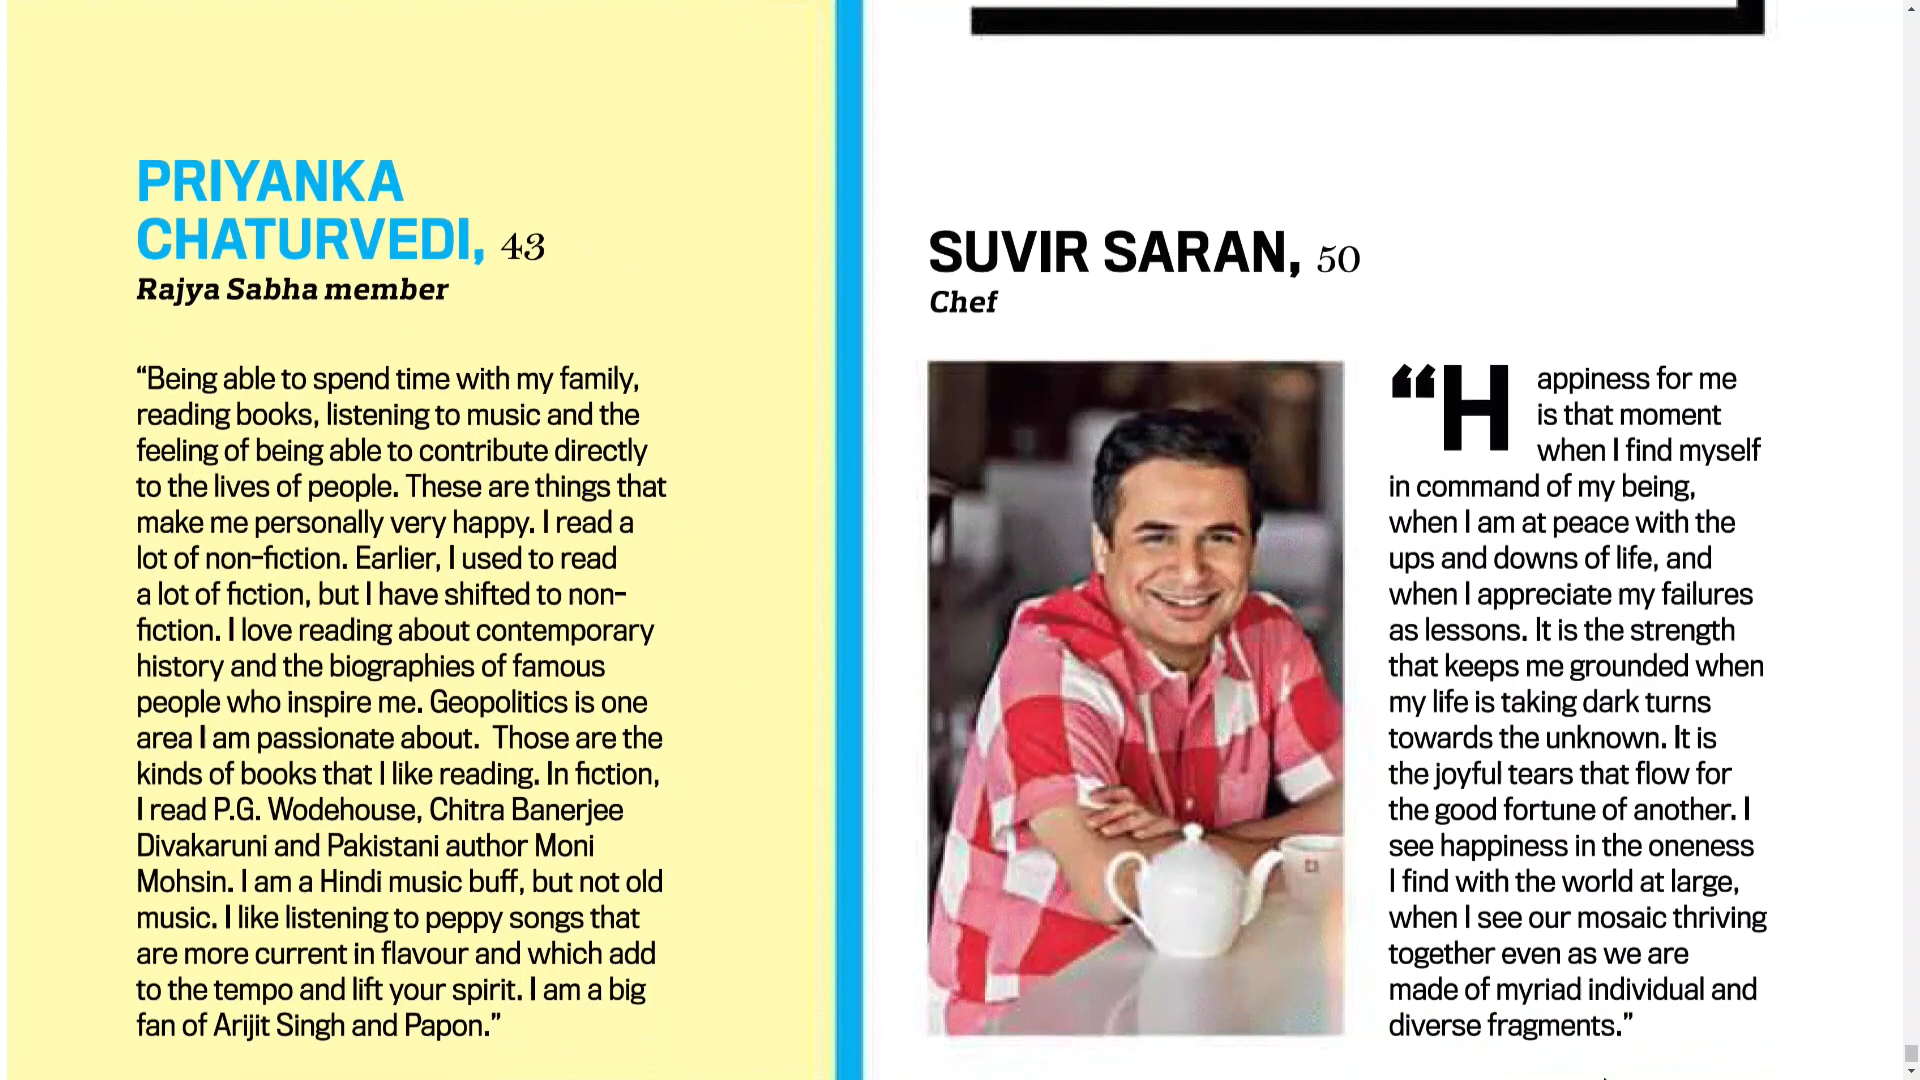 PRIYANKA
CHATURVEDI, 43
Rajya Sabha member
“Being able to spend time with my family,
reading books, listening to music and the
feeling of being able to contribute directly
to the lives of people. These are things that
make me personally very happy. I read a
lot of non-fiction. Earlier, I used to read
a lot of fiction, but I have shifted to non-
fiction. I love reading about contemporary
history and the biographies of famous
people who inspire me. Geopolitics is one
area I am passionate about.  Those are the
kinds of books that I like reading. In fiction,
I read P.G. Wodehouse, Chitra Banerjee
Divakaruni and Pakistani author Moni
Mohsin. I am a Hindi music buff, but not old
music. I like listening to peppy songs that
are more current in flavour and which add
to the tempo and lift your spirit. I am a big
fan of Arijit Singh and Papon.”
SUVIR SARAN, 50
Chef
“Happiness for me
is that moment
when I find myself
in command of my being,
when I am at peace with the
ups and downs of life, and
when I appreciate my failures
as lessons. It is the strength
that keeps me grounded when
my life is taking dark turns
towards the unknown. It is
the joyful tears that flow for
the good fortune of another. I
see happiness in the oneness
I find with the world at large,
when I see our mosaic thriving
together even as we are
made of myriad individual and
diverse fragments.”